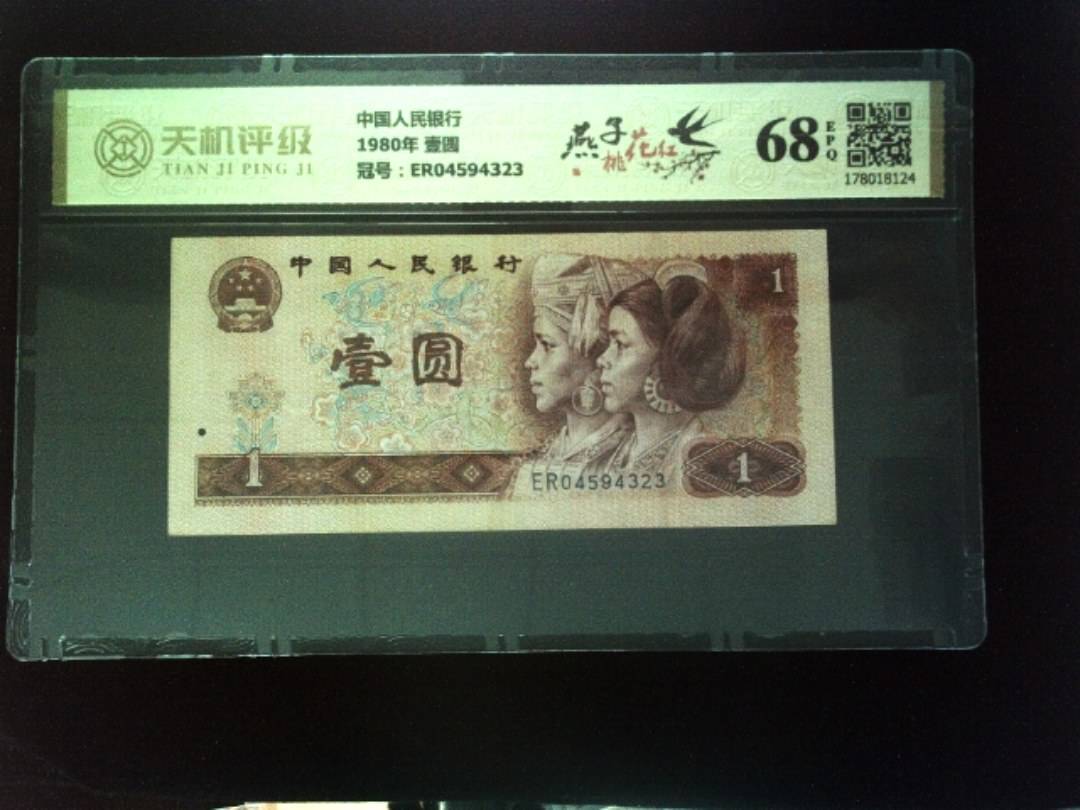 天机评级
TIAN JI PING JI
中国人民银行
1980年 壹圆
冠号：ER04594323
燕子
桃花红
68 EPQ
178018124
中国人民银行
1
壹圆
1
ER04594323
1